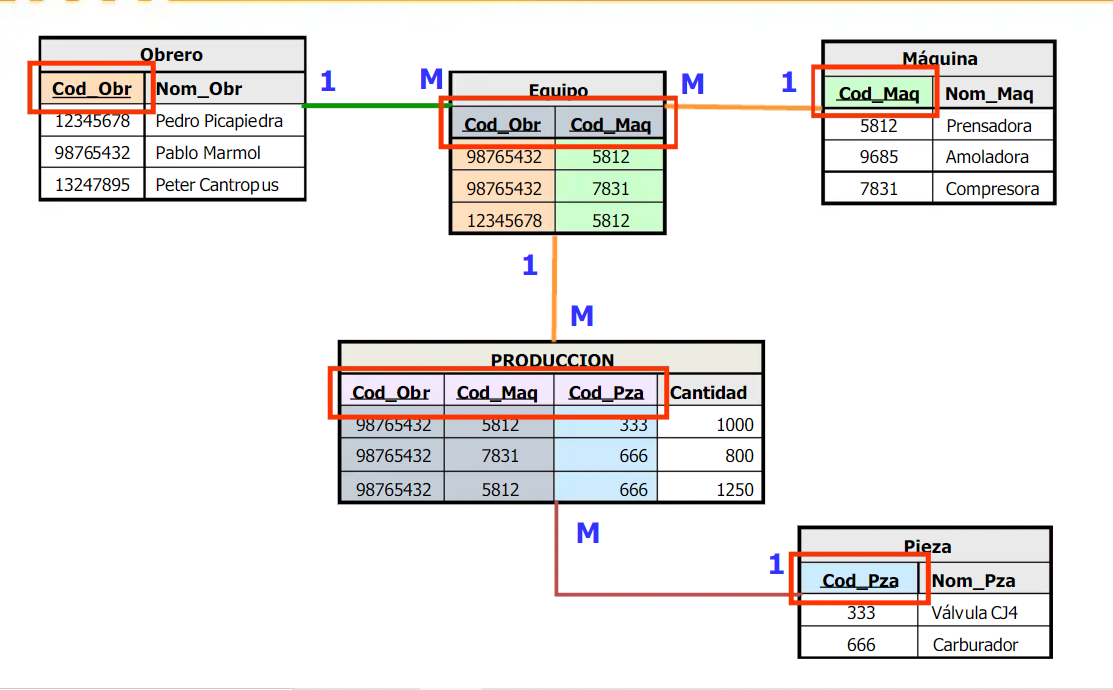 Obrero
Cod_Obr Nom_Obr
12345678 Pedro Picapiedra
98765432 Pablo Marmol
13247895 Peter Cantropus
1
M
Equipo
Cod_Obr Cod_Maq
98765432 5812
98765432 7831
12345678 5812
M
1
Máquina
Cod_Maq Nom_Maq
5812 Prensadora
9685 Amoladora
7831 Compresora
1
M
PRODUCCION
Cod_Obr Cod_Maq Cod_Pza Cantidad
98765432 5812 333 1000
98765432 7831 666 800
98765432 5812 666 1250
M
1
Pieza
Cod_Pza Nom_Pza
333 Válvula CJ4
666 Carburador